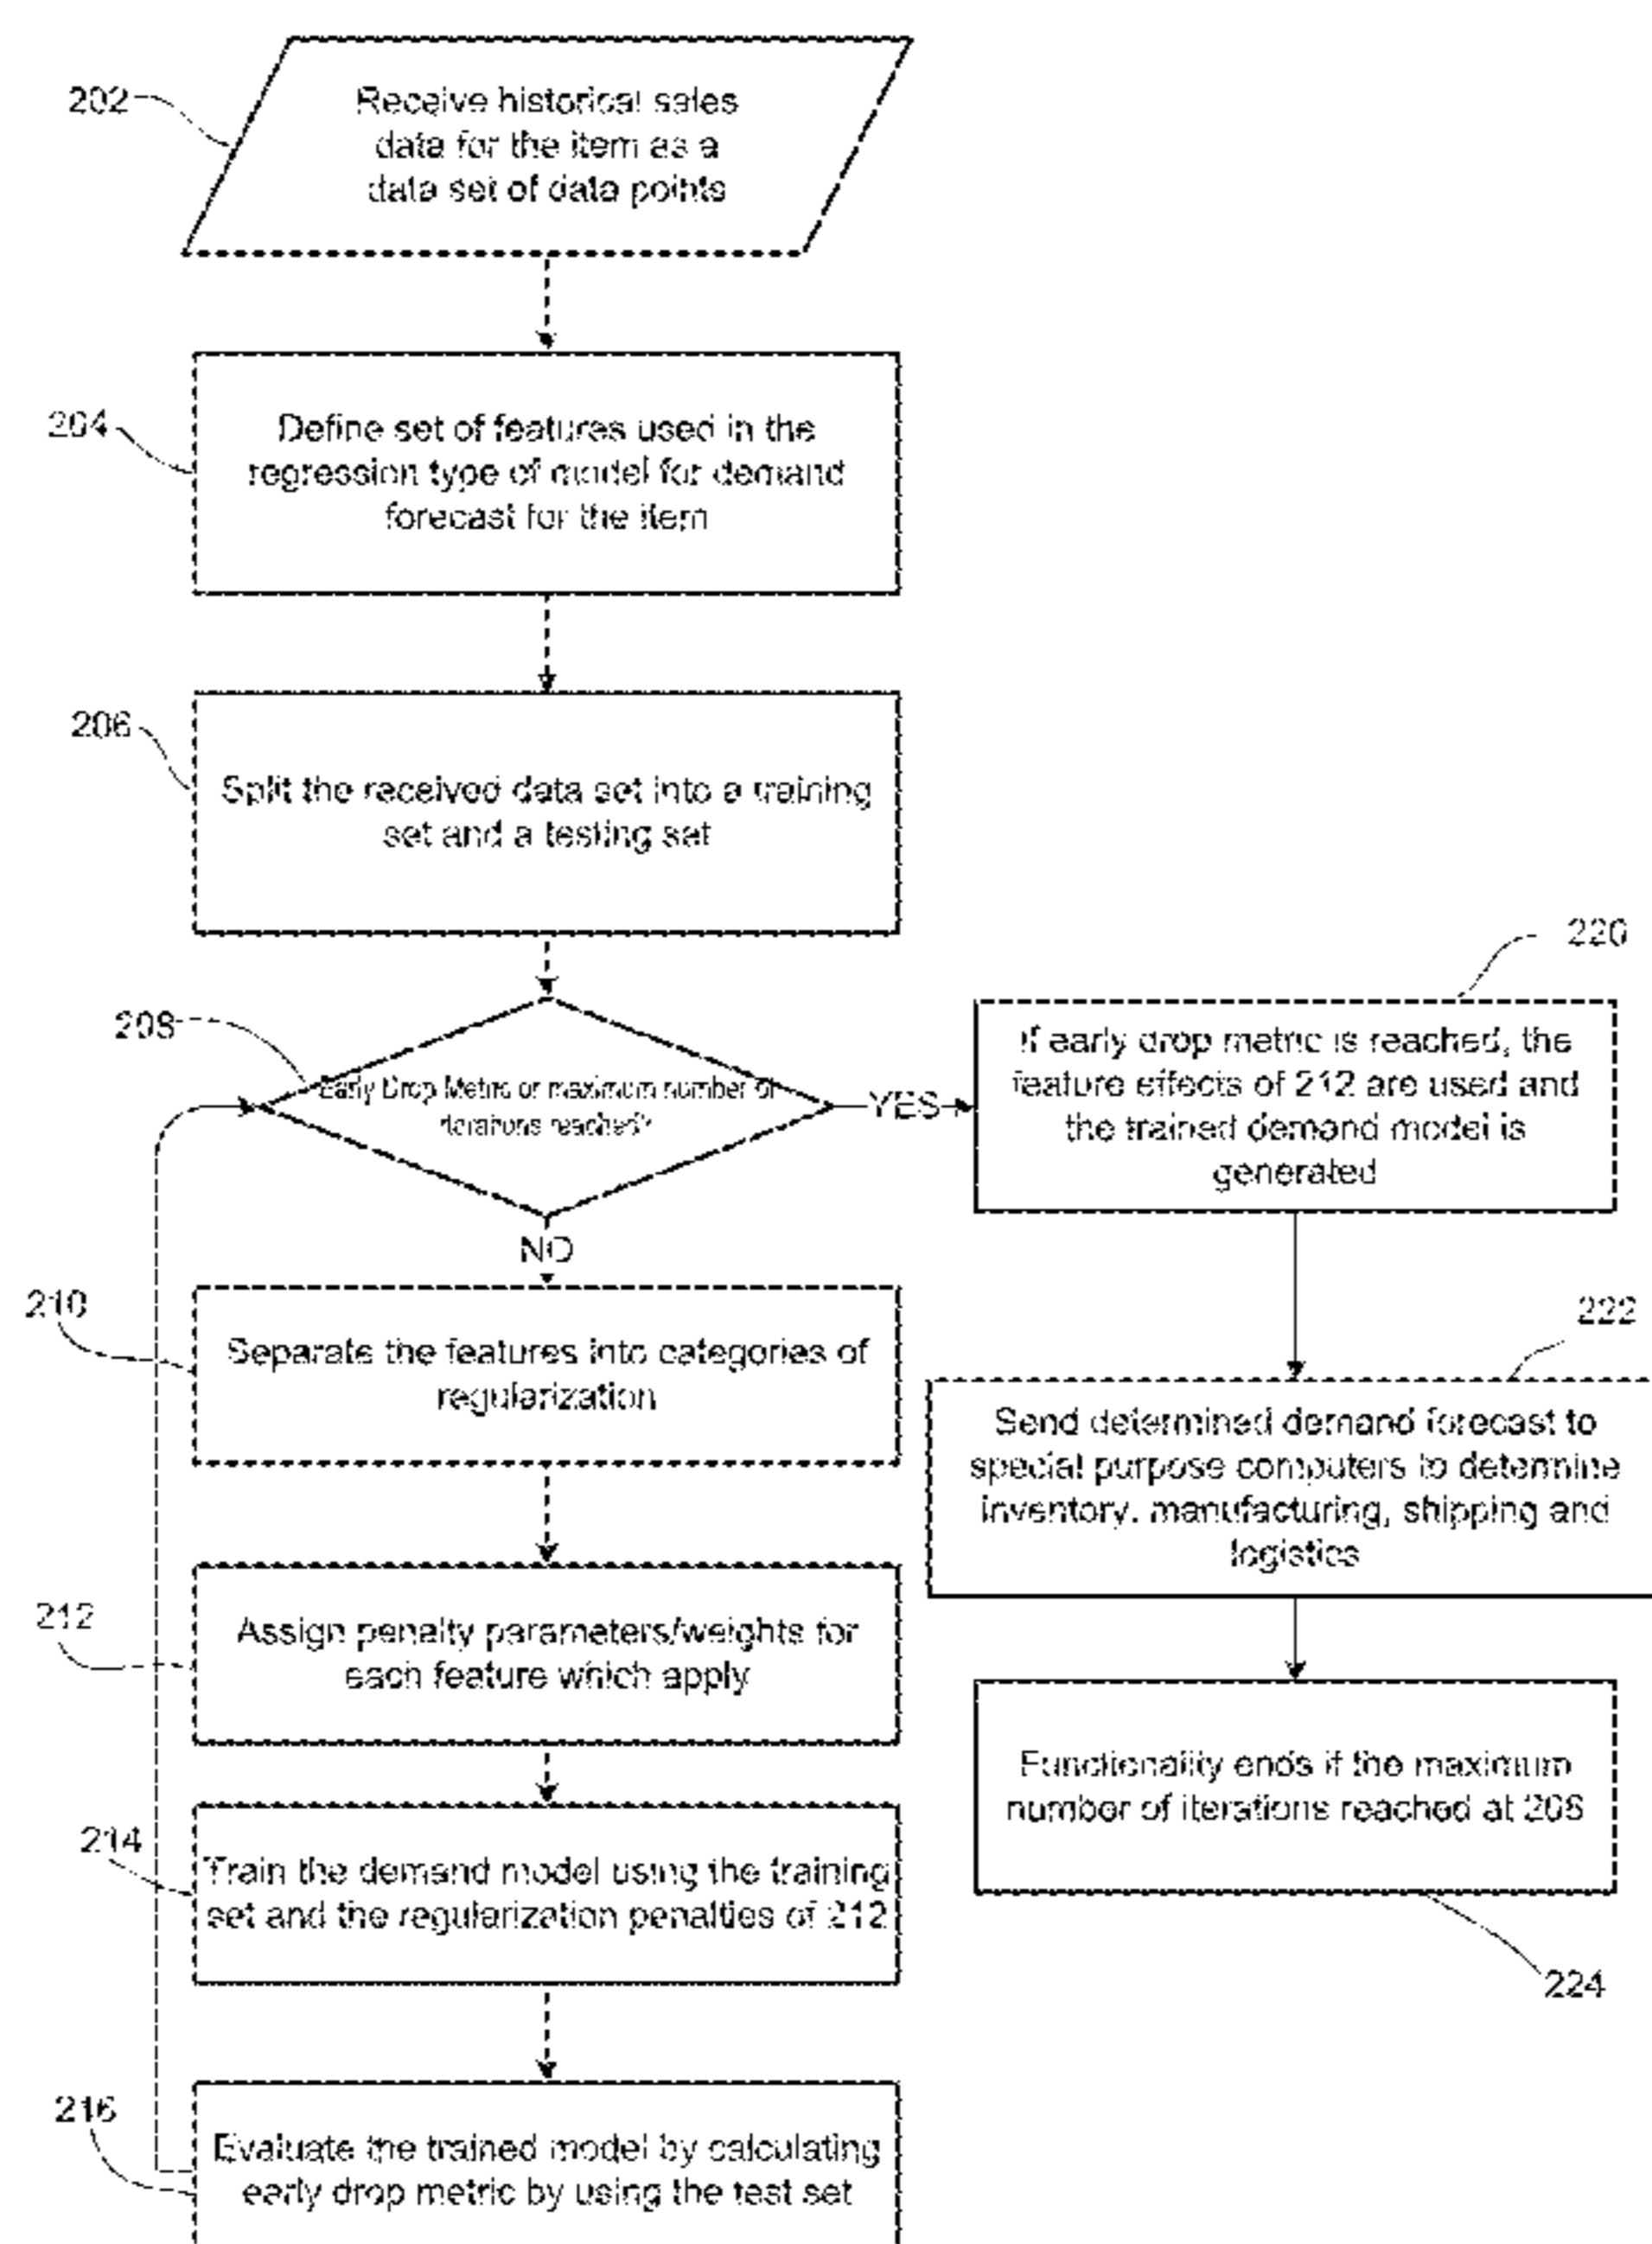 202
Receive historical sales
data for the item as a
data set of data points
204
Define set of features used in the
regression type of model for demand
forecast for the item
206
Split the received data set into a training
set and a testing set
208
Early Drop Metric or maximum number of
iterations reached?
YES
NO
220
If early drop metric is reached, the
feature effects of 212 are used and
the trained demand model is
generated
210
Separate the features into categories of
regularization
222
Send determined demand forecast to
special purpose computers to determine
inventory, manufacturing, shipping and
logistics
212
Assign penalty parameters/weights for
each feature which apply
Functionality ends if the maximum
number of iterations reached at 208
224
214
Train the demand model using the training
set and the regularization penalties of 212
216
Evaluate the trained model by calculating
early drop metric by using the test set